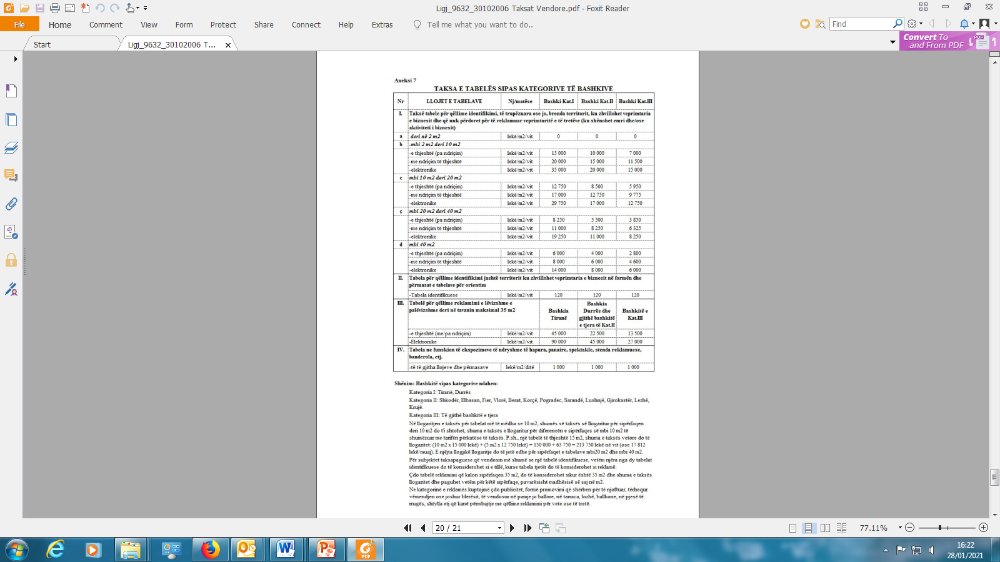 Ligj_9632_30102006 Taksat Vendore.pdf - Foxit Reader
File Home Comment View Form Protect Share Connect Help Extras Tell me what you want to do.. Find
Start Ligj_9632_30102006 T... Convert To and From PDF
Aneksi 7
TAKSA E TABELËS SIPAS KATEGORIVE TË BASHKIVE
Nr LLOJET E TABELAVE Nj/matëse Bashki Kat.I Bashki Kat.II Bashki Kat.III
I. Taksë tabele për qëllime identifikimi, të trupëzuara ose jo, brenda territorit, ku zhvillohet veprimtaria
e biznesit dhe që nuk përdoret për të reklamuar veprimtaritë e të tretëve (ku shënohet emri dhe/ose
aktiviteti i biznesit)
a deri në 2 m2 lekë/m2/vit 0 0 0
b -mbi 2 m2 deri 10 m2
-e thjeshtë (pa ndriçim) lekë/m2/vit 15 000 10 000 7 000
-me ndriçim të thjeshtë lekë/m2/vit 20 000 15 000 11 500
-elektronike lekë/m2/vit 35 000 20 000 15 000
c mbi 10 m2 deri 20 m2
-e thjeshtë (pa ndriçim) lekë/m2/vit 12 750 8 500 5 950
-me ndriçim të thjeshtë lekë/m2/vit 17 000 12 750 9 775
-elektronike lekë/m2/vit 29 750 17 000 12 750
ç mbi 20 m2 deri 40 m2
-e thjeshtë (pa ndriçim) lekë/m2/vit 8 250 5 500 3 850
-me ndriçim të thjeshtë lekë/m2/vit 11 000 8 250 6 325
-elektronike lekë/m2/vit 19 250 11 000 8 250
d mbi 40 m2
-e thjeshtë (pa ndriçim) lekë/m2/vit 6 000 4 000 2 800
-me ndriçim të thjeshtë lekë/m2/vit 8 000 6 000 4 600
-elektronike lekë/m2/vit 14 000 8 000 6 000
II. Tabela për qëllime identifikimi jashtë territorit ku zhvillohet veprimtaria e biznesit në formën dhe
përmasat e tabelave për orientim
-Tabela identifikuese lekë/m2/vit 120 120 120
III. Tabelë për qëllime reklamimi e lëvizshme e
palëvizshme deri në tavanin maksimal 35 m2
Bashkia
Tiranë
Bashkia
Durrës dhe
gjithë bashkitë
e tjera të Kat.II
Bashkitë e
Kat.III
-e thjeshtë (me/pa ndriçim) lekë/m2/vit 45 000 22 500 13 500
-Elektronike lekë/m2/vit 90 000 45 000 27 000
IV. Tabela ne funksion të ekspozimeve të ndryshme të hapura, panaire, spektakle, stenda reklamuese,
banderola, etj.
-të të gjitha llojeve dhe përmasave lekë/m2/ditë 1 000 1 000 1 000
Shënim: Bashkitë sipas kategorive ndahen:
Kategoria I: Tiranë, Durrës
Kategoria II: Shkodër, Elbasan, Fier, Vlorë, Berat, Korçë, Pogradec, Sarandë, Lushnjë, Gjirokastër, Lezhë,
Krujë.
Kategoria III: Të gjithë bashkitë e tjera
Në llogaritjen e taksës për tabelat më të mëdha se 10 m2, shumës së taksës së llogaritur për sipërfaqen
deri 10 m2 do t'i shtohet, shuma e taksës e llogaritur për diferencën e sipërfaqes së mbi 10 m2 të
shumëzuar me tarifën përkatëse të taksës. P.sh., një tabelë të thjeshtë 15 m2, shuma e taksës vetore do të
llogaritet: (10 m2 x 15 000 lekë) + (5 m2 x 12 750 lekë) = 150 000 + 63 750 = 213 750 lekë në vit (ose 17 812
lekë/muaj). E njëjta llogjikë llogaritje do të jetë edhe për sipërfaqet e tabelave mbi20 m2 dhe mbi 40 m2.
Për subjektet taksapaguese që vendosin më shumë se një tabelë identifikuese, vetëm njëra nga dy tabelat
identifikuese do të konsiderohet si e tillë, kurse tabela tjetër do të konsiderohet si reklamë.
Çdo tabelë reklamimi që kalon sipërfaqen 35 m2, do të konsiderohet sikur është 35 m2 dhe shuma e taksës
llogaritet dhe paguhet vetëm për këtë sipërfaqe, pavarësisht madhësisë së saj në m2.
Ne kategorinë e reklamës kuptojmë çdo publicitet, formë promovimi që shërben për të njoftuar, tërhequr
vëmendjen ose joshur blerësit, të vendosur në pamje jo ballore, në tarraca, lozhë, ballkone, në pjesë të
rrugës, shtylla etj që kanë përmbajtje me qëllime reklamimi për vete ose të tretë.
20 / 21 77.11%
16:22
28/01/2021